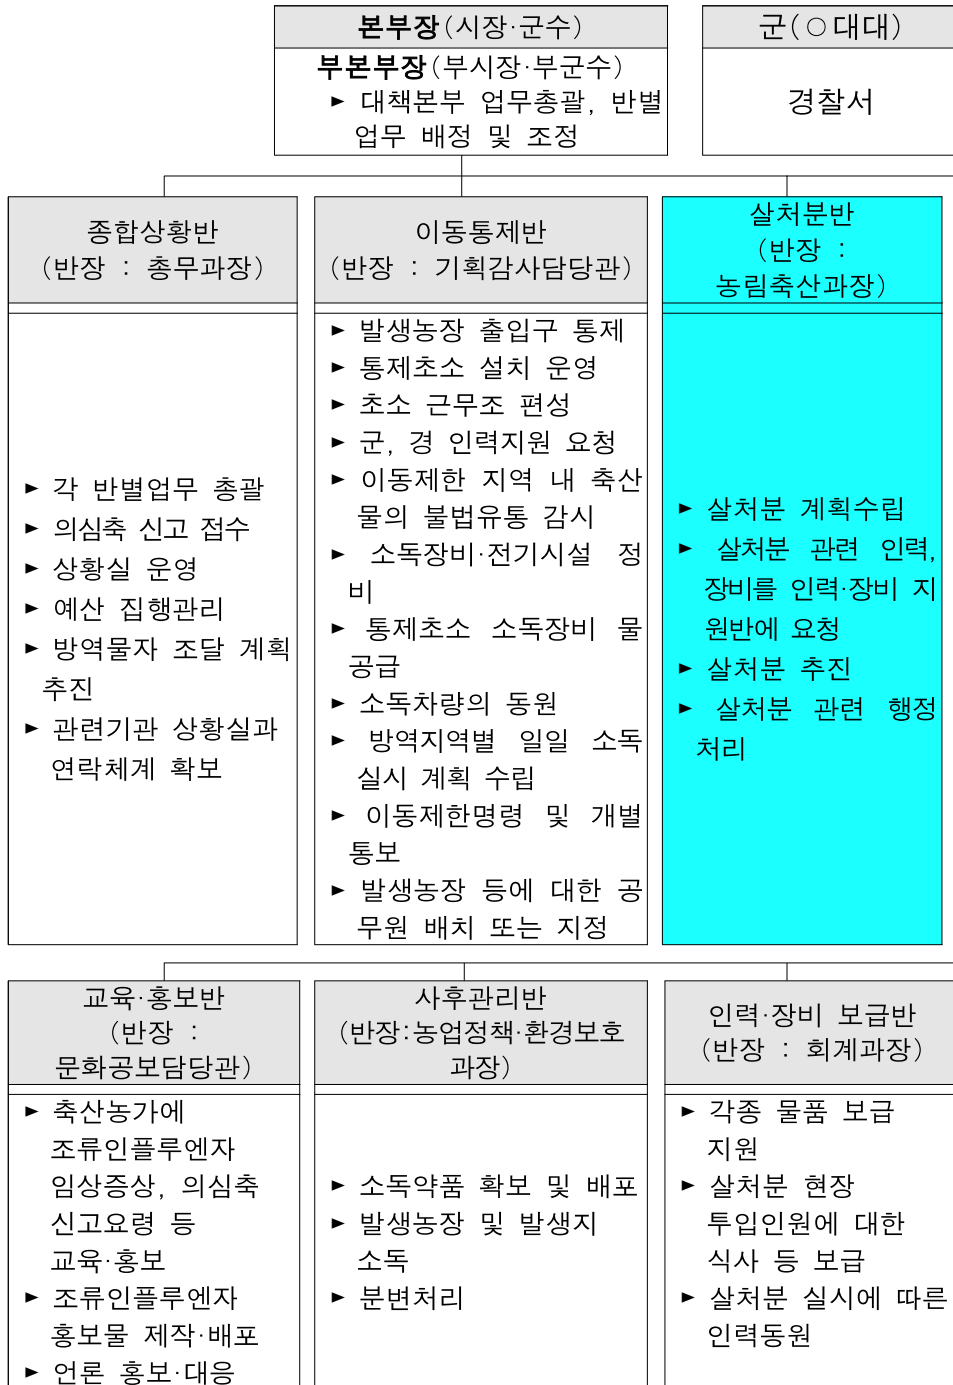 본부장(시장·군수)
부본부장(부시장·부군수)
► 대책본부 업무총괄, 반별
업무 배정 및 조정
군(○대대)
경찰서
종합상황반
(반장 : 총무과장)
► 각 반별업무 총괄
► 의심축 신고 접수
► 상황실 운영
► 예산 집행관리
► 방역물자 조달 계획
추진
► 관련기관 상황실과
연락체계 확보
이동통제반
(반장 : 기획감사담당관)
► 발생농장 출입구 통제
► 통제초소 설치 운영
► 초소 근무조 편성
► 군, 경 인력지원 요청
► 이동제한 지역 내 축산
물의 불법유통 감시
► 소독장비·전기시설 정
비
► 통제초소 소독장비 물
공급
► 소독차량의 동원
► 방역지역별 일일 소독
실시 계획 수립
► 이동제한명령 및 개별
통보
► 발생농장 등에 대한 공
무원 배치 또는 지정
살처분반
(반장 :
농림축산과장)
► 살처분 계획수립
► 살처분 관련 인력,
장비를 인력·장비 지
원반에 요청
► 살처분 추진
► 살처분 관련 행정
처리
교육·홍보반
(반장 :
문화공보담당관)
► 축산농가에
조류인플루엔자
임상증상, 의심축
신고요령 등
교육·홍보
► 조류인플루엔자
홍보물 제작·배포
► 언론 홍보·대응
사후관리반
(반장:농업정책·환경보호
과장)
► 소독약품 확보 및 배포
► 발생농장 및 발생지
소독
► 분변처리
인력·장비 보급반
(반장 : 회계과장)
► 각종 물품 보급
지원
► 살처분 현장
투입인원에 대한
식사 등 보급
► 살처분 실시에 따른
인력동원